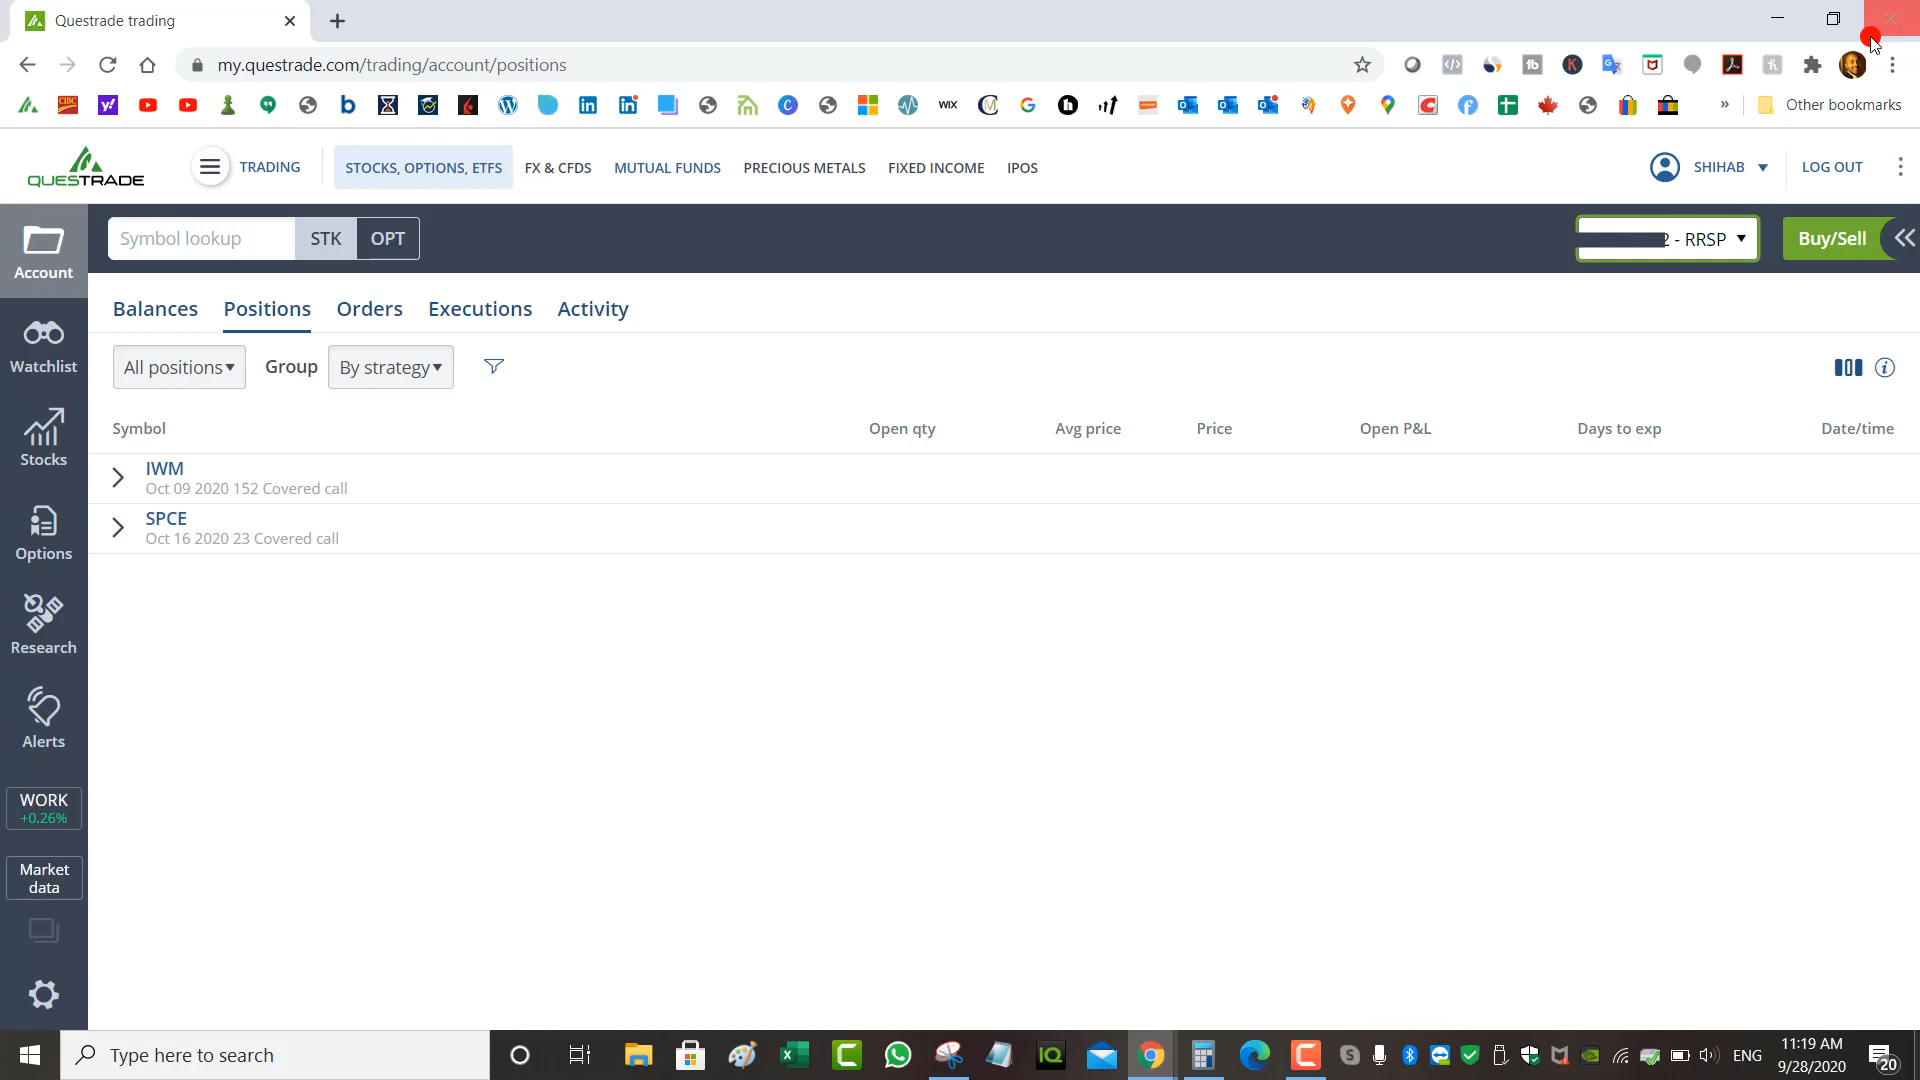 Questrade trading
my.questrade.com/trading/account/positions
Other bookmarks
QUESTRADE
TRADING
STOCKS, OPTIONS, ETFS
FX & CFDS
MUTUAL FUNDS
PRECIOUS METALS
FIXED INCOME
IPOS
SHIHAB
LOG OUT
Symbol lookup
STK
OPT
2 - RRSP
Buy/Sell
Account
Watchlist
Stocks
Options
Research
Alerts
WORK
+0.26%
Market
data
Balances
Positions
Orders
Executions
Activity
All positions
Group
By strategy
Symbol
Open qty
Avg price
Price
Open P&L
Days to exp
Date/time
IWM
Oct 09 2020 152 Covered call
SPCE
Oct 16 2020 23 Covered call
Type here to search
ENG
11:19 AM
9/28/2020
20